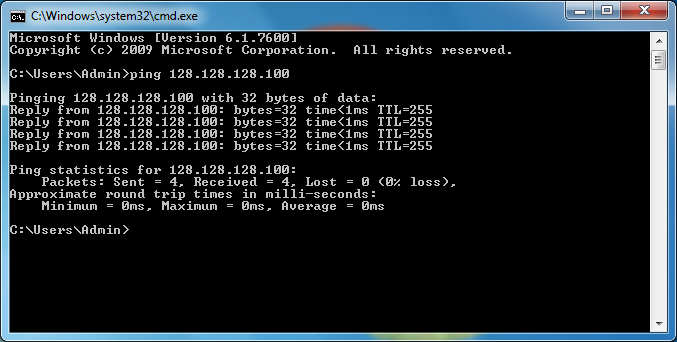 C:\Windows\system32\cmd.exe
Microsoft Windows [Version 6.1.7600]
Copyright (c) 2009 Microsoft Corporation.  All rights reserved.
C:\Users\Admin>ping 128.128.128.100
Pinging 128.128.128.100 with 32 bytes of data:
Reply from 128.128.128.100: bytes=32 time<1ms TTL=255
Reply from 128.128.128.100: bytes=32 time<1ms TTL=255
Reply from 128.128.128.100: bytes=32 time<1ms TTL=255
Reply from 128.128.128.100: bytes=32 time<1ms TTL=255
Ping statistics for 128.128.128.100:
    Packets: Sent = 4, Received = 4, Lost = 0 (0% loss),
Approximate round trip times in milli-seconds:
    Minimum = 0ms, Maximum = 0ms, Average = 0ms
C:\Users\Admin>